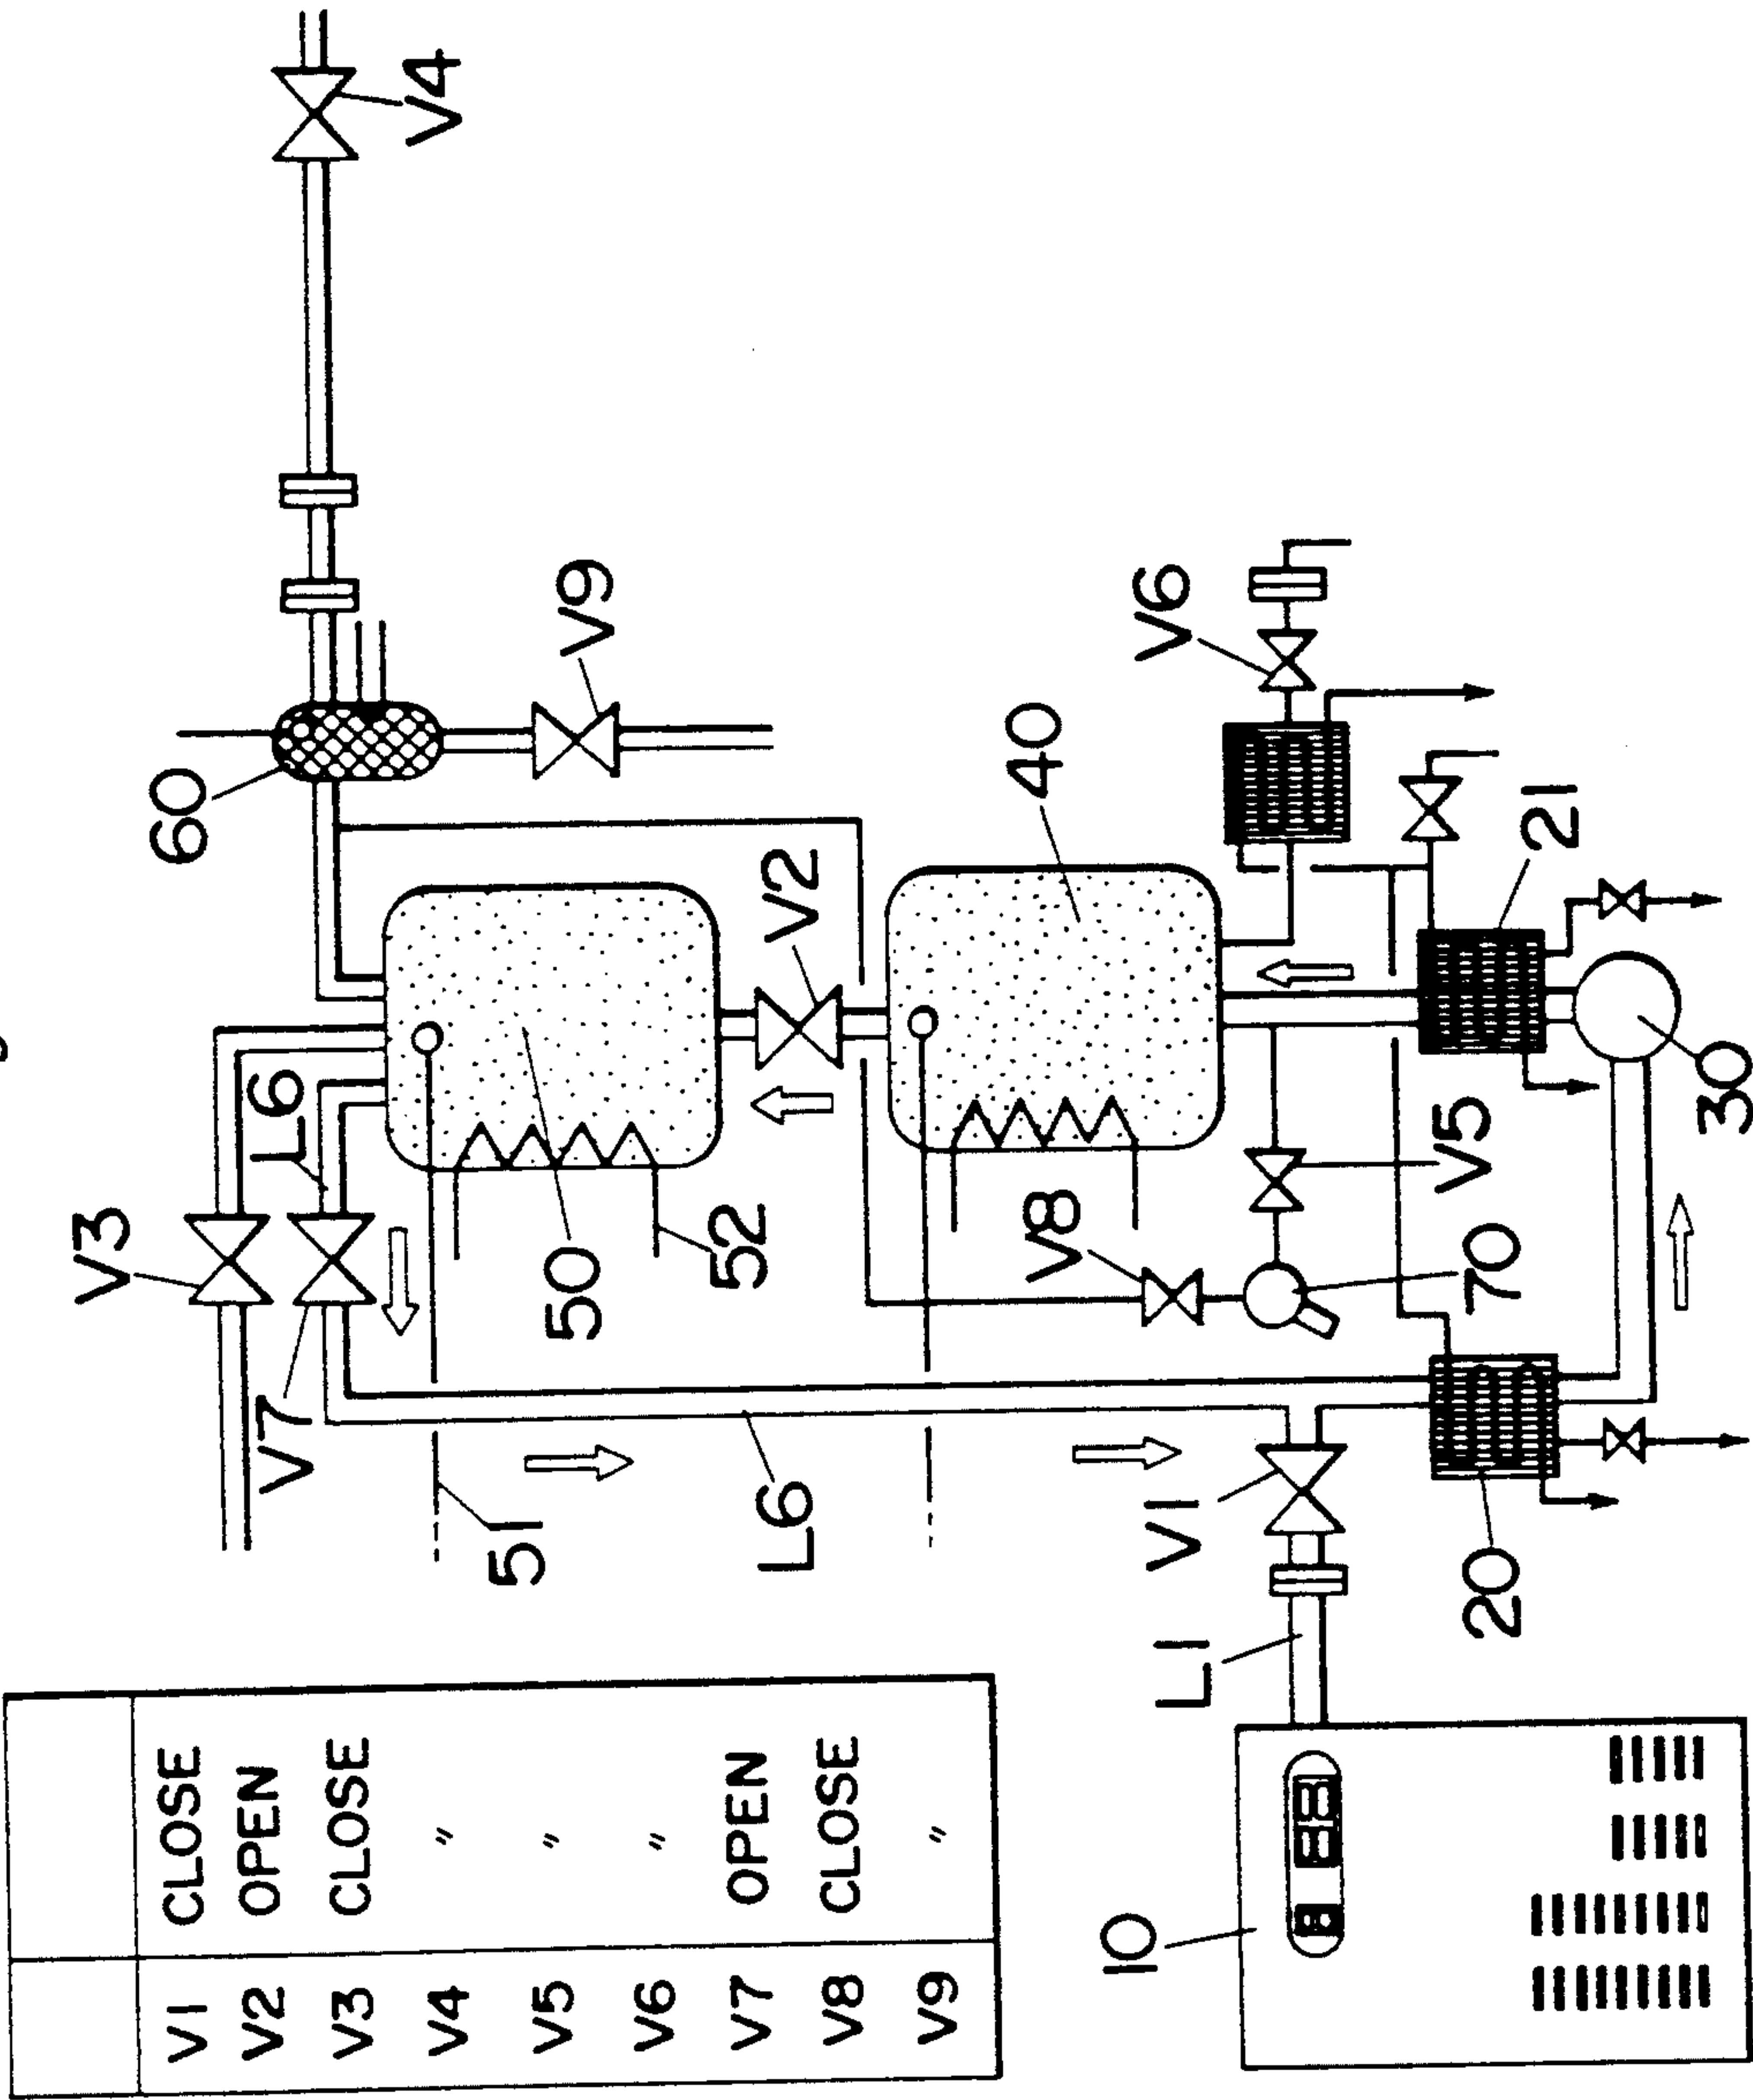 V1 CLOSE
V2 OPEN
V3 CLOSE
V4 "
V5 "
V6 "
V7 OPEN
V8 CLOSE
V9 "
V3
V7
L6
60
V4
V9
51
52
50
V2
L6
40
V6
V8
V5
70
V1
L1
10
20
21
30